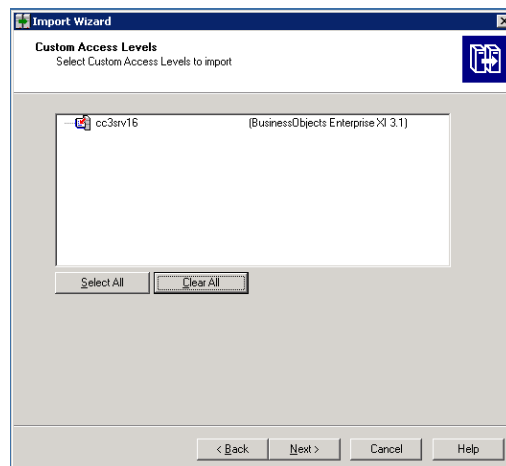 Import Wizard
Custom Access Levels
Select Custom Access Levels to import
cc3srv16 (BusinessObjects Enterprise XI 3.1)
Select All Clear All
< Back Next > Cancel Help